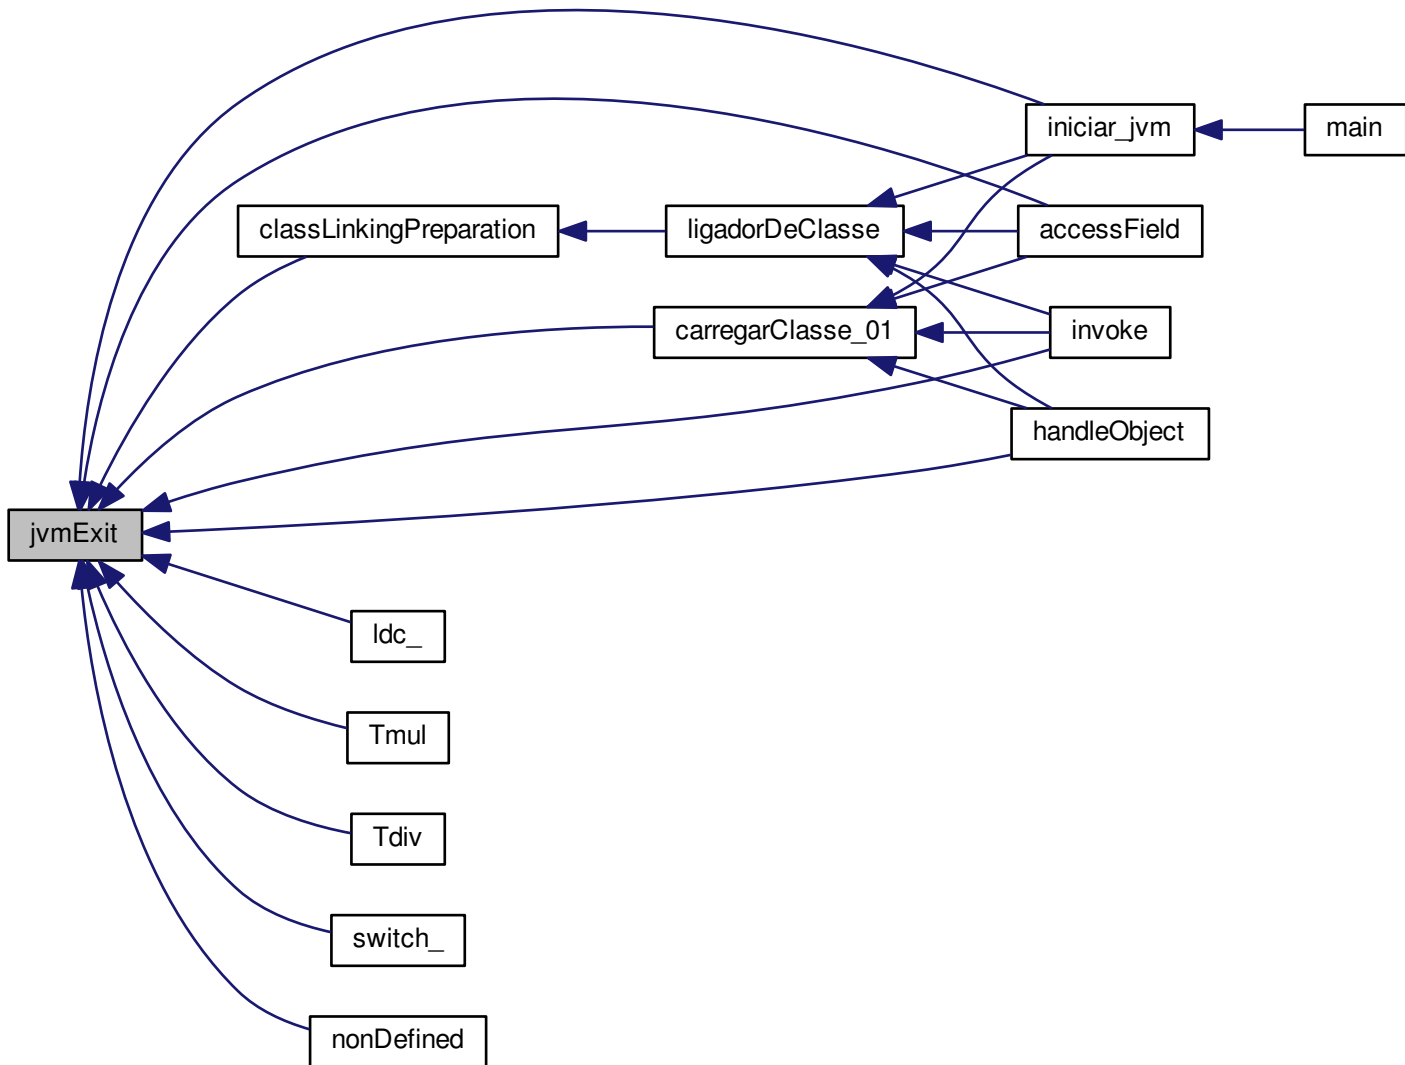 iniciar_jvm
main
classLinkingPreparation
ligadorDeClasse
accessField
carregarClasse_01
invoke
handleObject
jvmExit
ldc_
Tmul
Tdiv
switch_
nonDefined